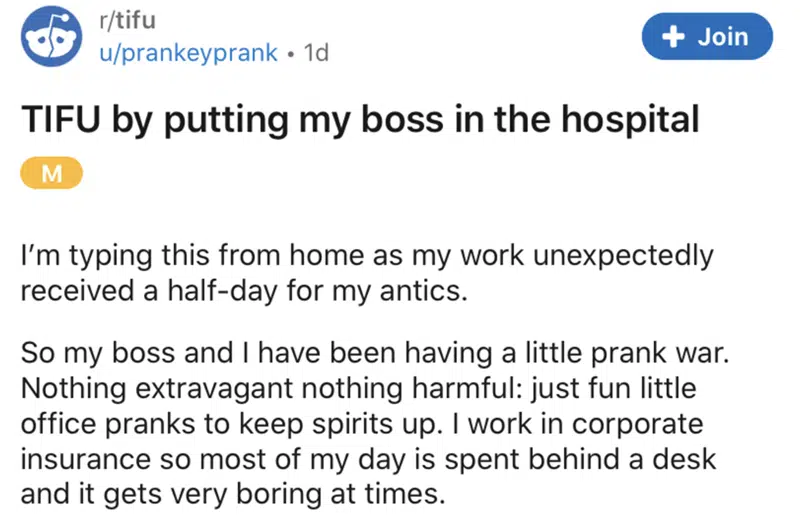 r/tifu
u/prankeyprank • 1d
+ Join
TIFU by putting my boss in the hospital
M
I’m typing this from home as my work unexpectedly
received a half-day for my antics.
So my boss and I have been having a little prank war.
Nothing extravagant nothing harmful: just fun little
office pranks to keep spirits up. I work in corporate
insurance so most of my day is spent behind a desk
and it gets very boring at times.